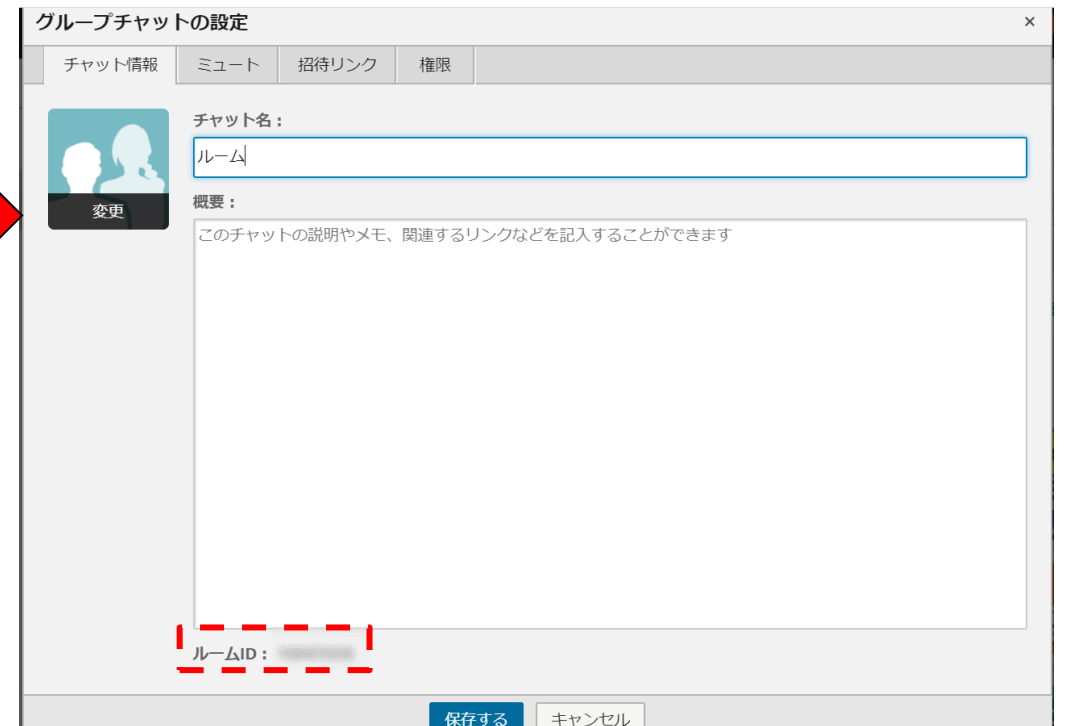 グループチャットの設定 ×
チャット情報 ミュート 招待リンク 権限
チャット名：
ルーム
変更
概要：
このチャットの説明やメモ、関連するリンクなどを記入することができます
ルームID：
保存する キャンセル